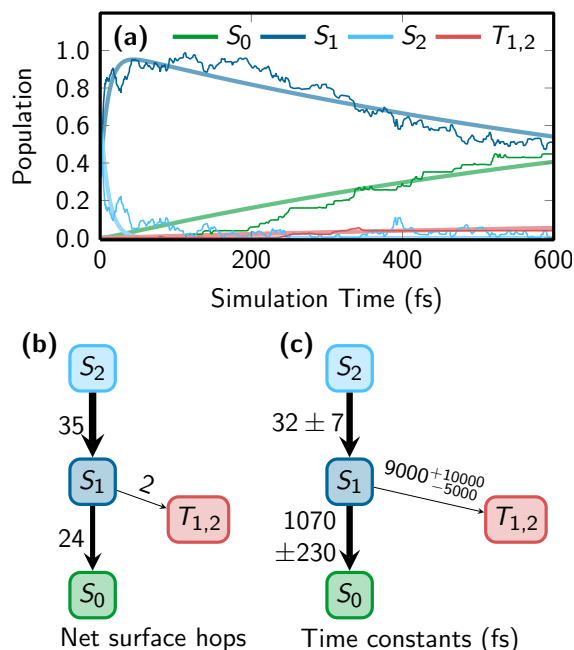 (a) S₀ S₁ S₂ T₁,₂
1.0
0.8
0.6
0.4
0.2
0.0
Population
0 200 400 600
Simulation Time (fs)
(b) (c)
S₂ S₂
35 32 ± 7
S₁ 2 S₁ 9000⁺¹⁰⁰⁰⁰₋₅₀₀₀
T₁,₂ T₁,₂
24 1070
±230
S₀ S₀
Net surface hops Time constants (fs)